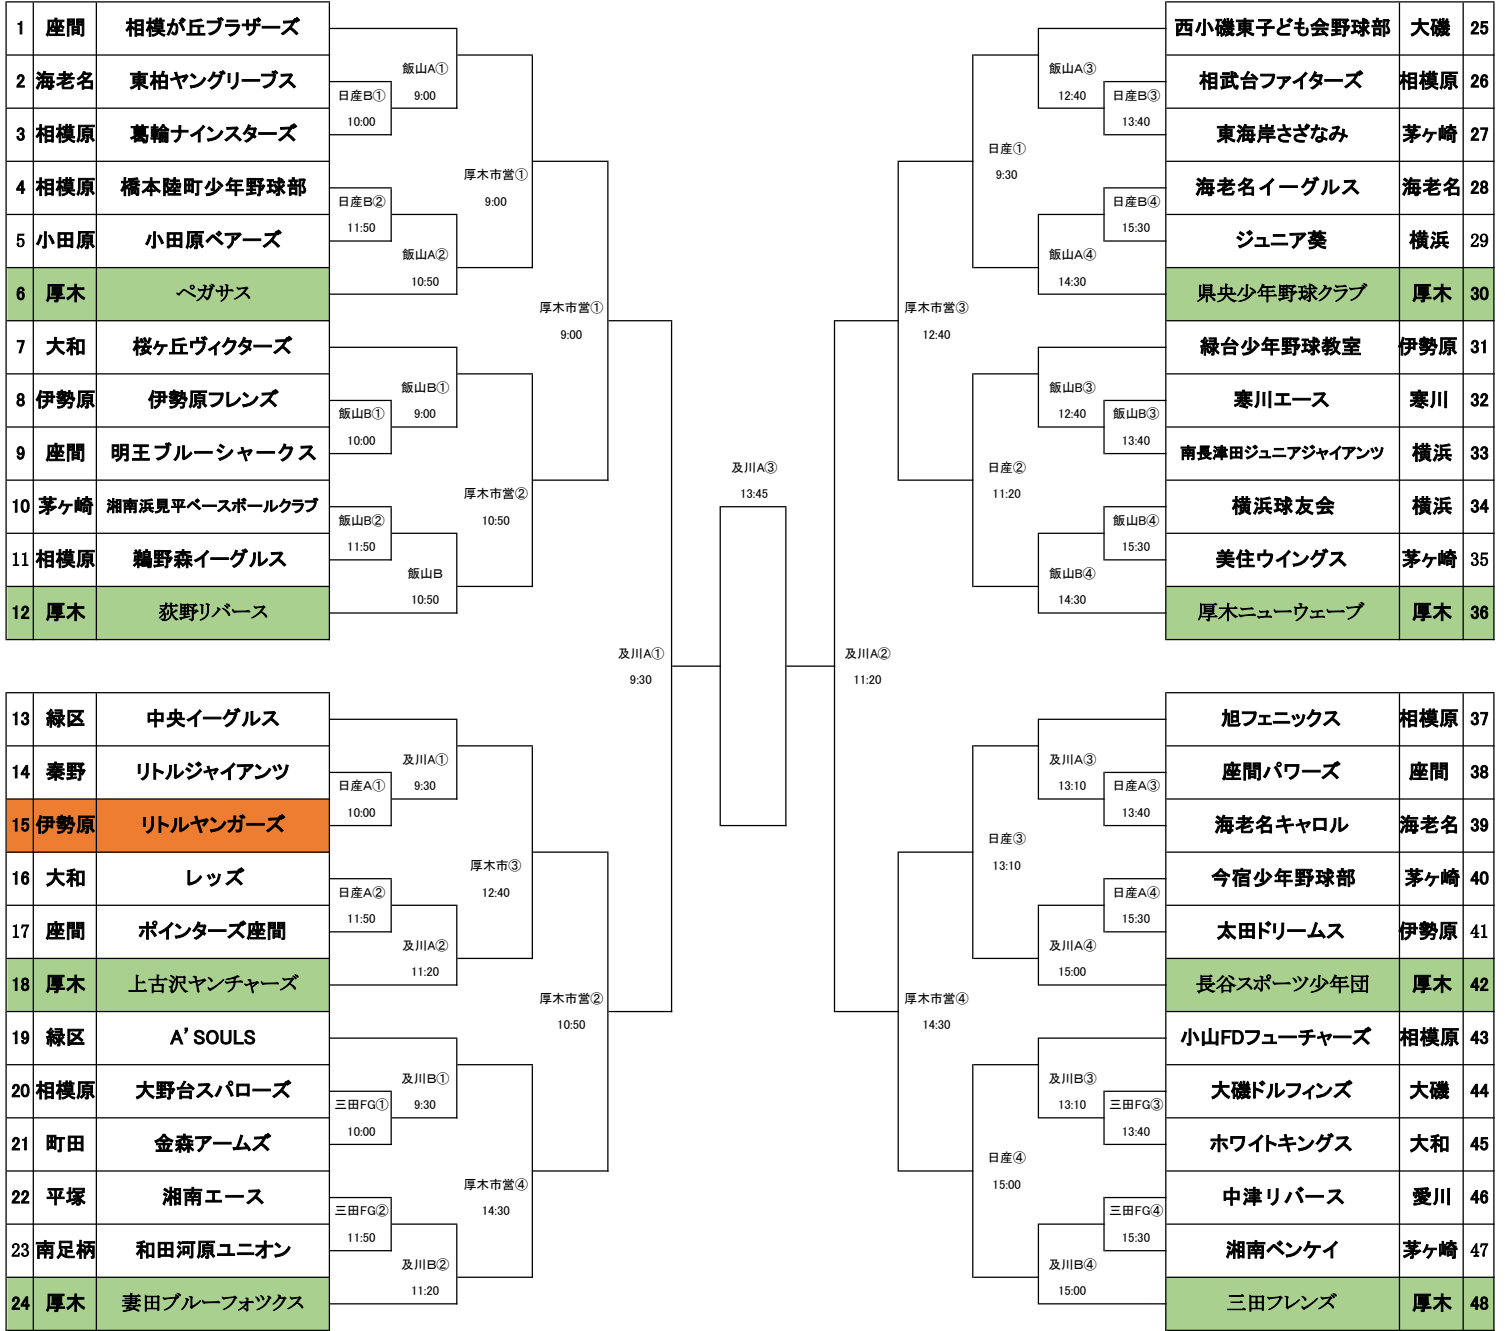 1 座間 相模が丘ブラザーズ
2 海老名 東柏ヤングリーブス
3 相模原 葛輪ナインスターズ
4 相模原 橋本陸町少年野球部
5 小田原 小田原ベアーズ
6 厚木 ペガサス
7 大和 桜ヶ丘ヴィクターズ
8 伊勢原 伊勢原フレンズ
9 座間 明王ブルーシャークス
10 茅ヶ崎 湘南浜見平ベースボールクラブ
11 相模原 鵜野森イーグルス
12 厚木 荻野リバース
13 緑区 中央イーグルス
14 秦野 リトルジャイアンツ
15 伊勢原 リトルヤンガーズ
16 大和 レッズ
17 座間 ポインターズ座間
18 厚木 上古沢ヤンチャーズ
19 緑区 A’SOULS
20 相模原 大野台スパローズ
21 町田 金森アームズ
22 平塚 湘南エース
23 南足柄 和田河原ユニオン
24 厚木 妻田ブルーフォックス
日産B①
10:00
日産B②
11:50
飯山B①
10:00
飯山B②
11:50
日産A①
10:00
日産A②
11:50
三田FG①
10:00
三田FG②
11:50
飯山A①
9:00
飯山A②
10:50
飯山B①
9:00
飯山B
10:50
及川A①
9:30
及川A②
11:20
及川B①
9:30
及川B②
11:20
厚木市営①
9:00
厚木市営②
10:50
厚木市③
12:40
厚木市営④
14:30
厚木市営①
9:00
厚木市営②
10:50
及川A①
9:30
及川A③
13:45
及川A②
11:20
厚木市営③
12:40
厚木市営④
14:30
日産①
9:30
日産②
11:20
日産③
13:10
日産④
15:00
飯山A③
12:40
飯山A④
14:30
飯山B③
12:40
飯山B④
14:30
及川A③
13:10
及川A④
15:00
及川B③
13:10
及川B④
15:00
日産B③
13:40
日産B④
15:30
飯山B③
13:40
飯山B④
15:30
日産A③
13:40
日産A④
15:30
三田FG③
13:40
三田FG④
15:30
西小磯東子ども会野球部 大磯 25
相武台ファイターズ 相模原 26
東海岸さざなみ 茅ヶ崎 27
海老名イーグルス 海老名 28
ジュニア葵 横浜 29
県央少年野球クラブ 厚木 30
緑台少年野球教室 伊勢原 31
寒川エース 寒川 32
南長津田ジュニアジャイアンツ 横浜 33
横浜球友会 横浜 34
美住ウイングス 茅ヶ崎 35
厚木ニューウェーブ 厚木 36
旭フェニックス 相模原 37
座間パワーズ 座間 38
海老名キャロル 海老名 39
今宿少年野球部 茅ヶ崎 40
太田ドリームス 伊勢原 41
長谷スポーツ少年団 厚木 42
小山FDフューチャーズ 相模原 43
大磯ドルフィンズ 大磯 44
ホワイトキングス 大和 45
中津リバース 愛川 46
湘南ベンケイ 茅ヶ崎 47
三田フレンズ 厚木 48